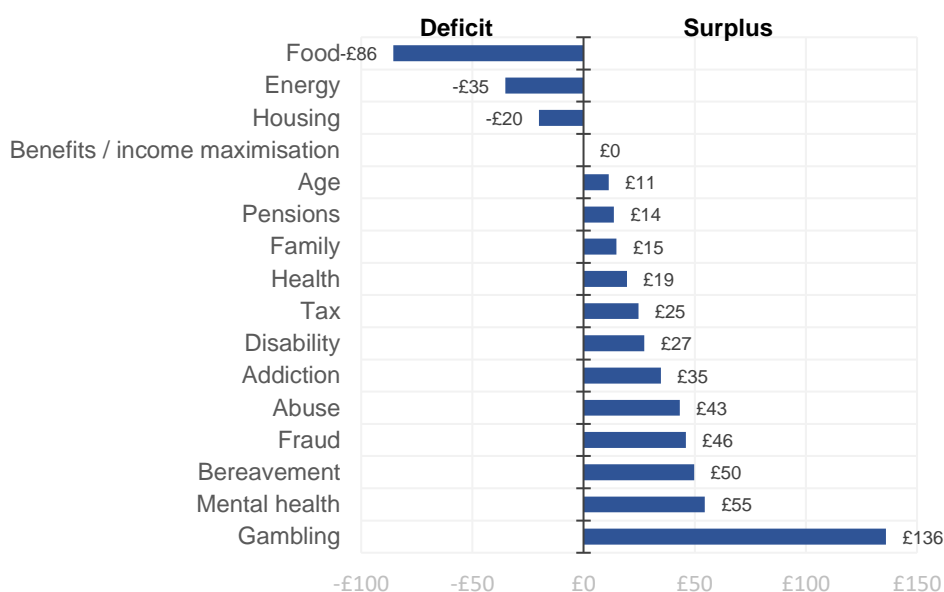 Deficit Surplus
Food -£86
Energy -£35
Housing -£20
Benefits / income maximisation £0
Age £11
Pensions £14
Family £15
Health £19
Tax £25
Disability £27
Addiction £35
Abuse £43
Fraud £46
Bereavement £50
Mental health £55
Gambling £136
-£100 -£50 £0 £50 £100 £150